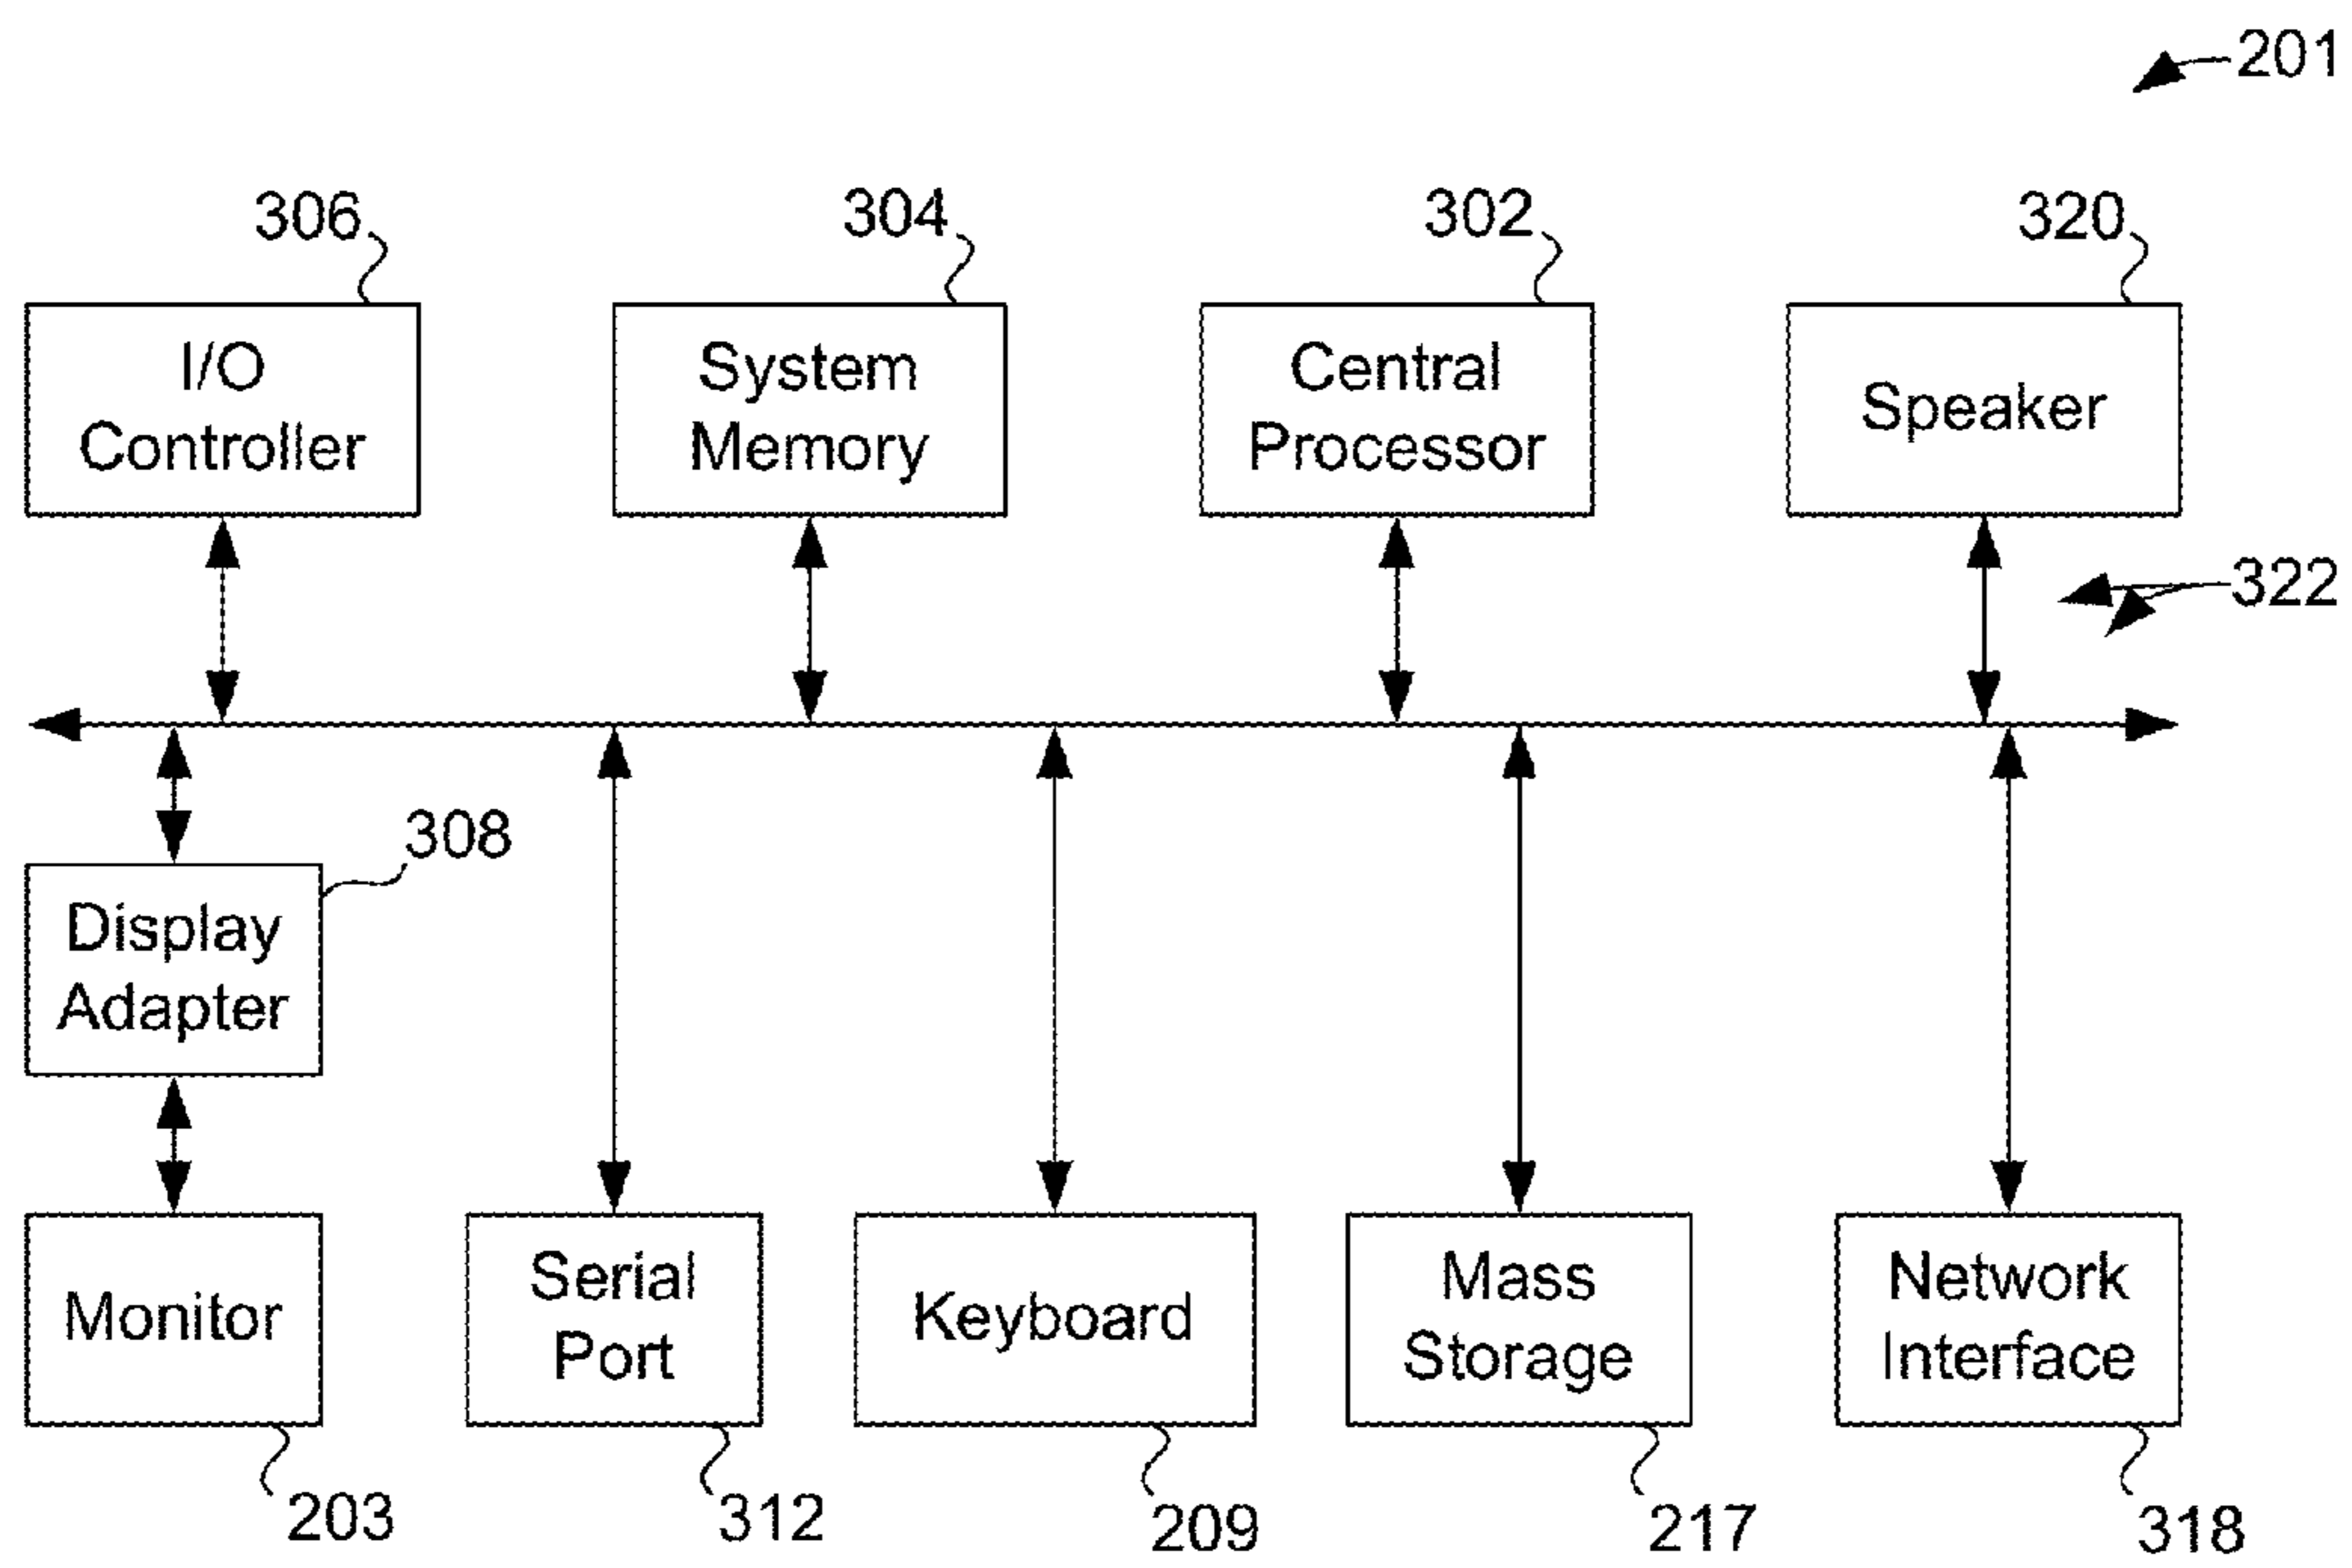 201
306
304
302
320
I/O
Controller
System
Memory
Central
Processor
Speaker
322
308
Display
Adapter
Monitor
Serial
Port
Keyboard
Mass
Storage
Network
Interface
203
312
209
217
318